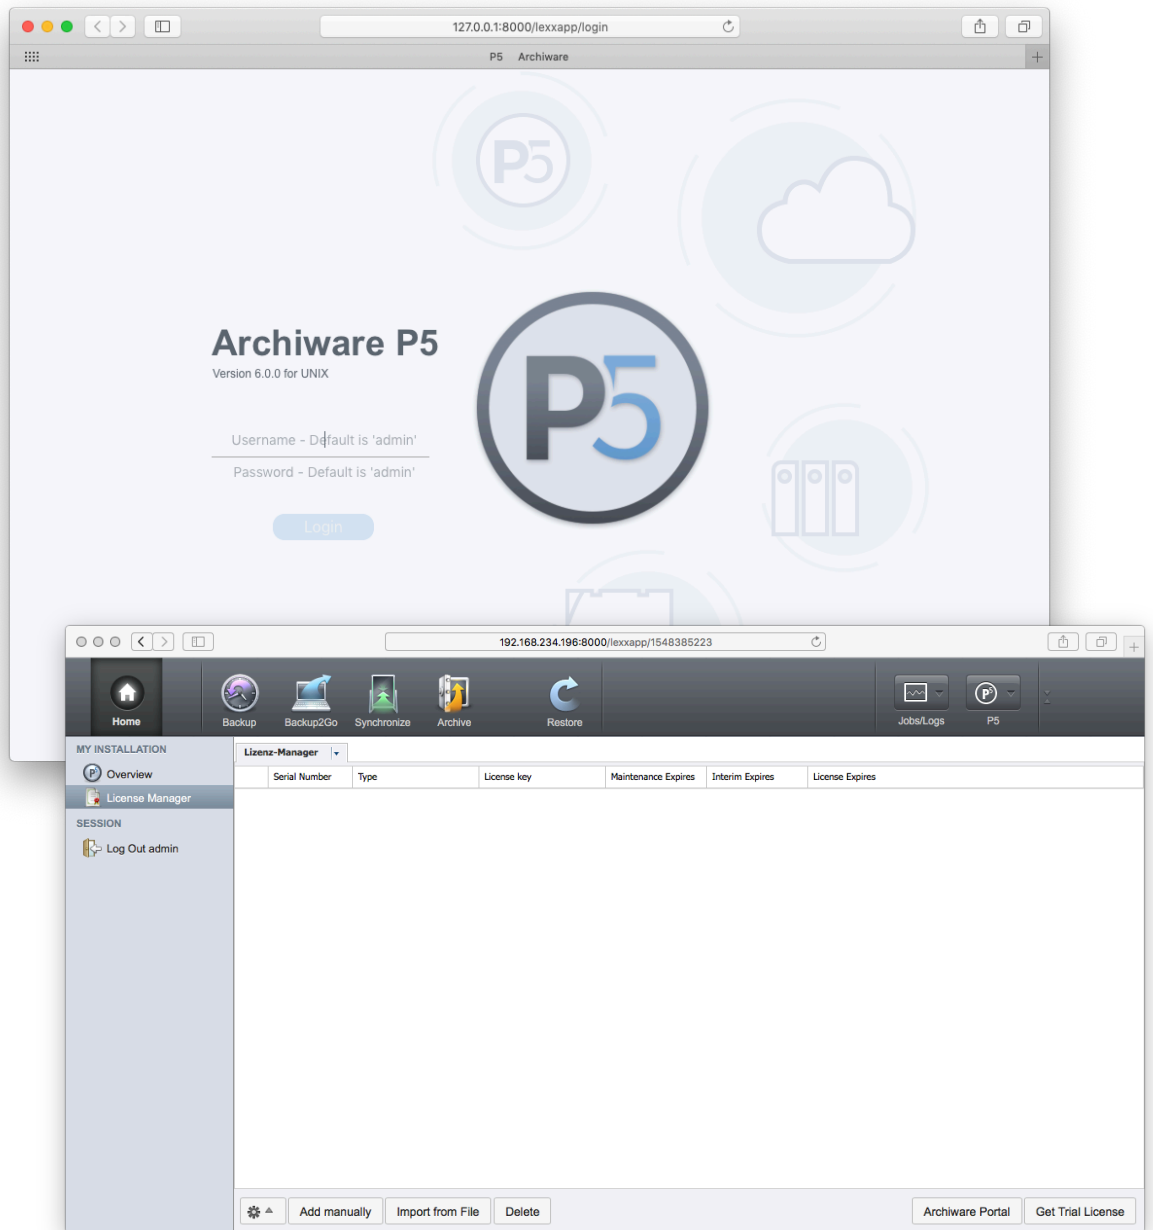 127.0.0.1:8000/lexxapp/login
P5 Archiware
P5
Archiware P5
Version 6.0.0 for UNIX
P5
Username - Default is 'admin'
Password - Default is 'admin'
Login
192.168.234.196:8000/lexxapp/1548385223
Home Backup Backup2Go Synchronize Archive Restore Jobs/Logs P5
MY INSTALLATION
Overview
License Manager
SESSION
Log Out admin
Lizenz-Manager
Serial Number Type License key Maintenance Expires Interim Expires License Expires
Add manually Import from File Delete Archiware Portal Get Trial License